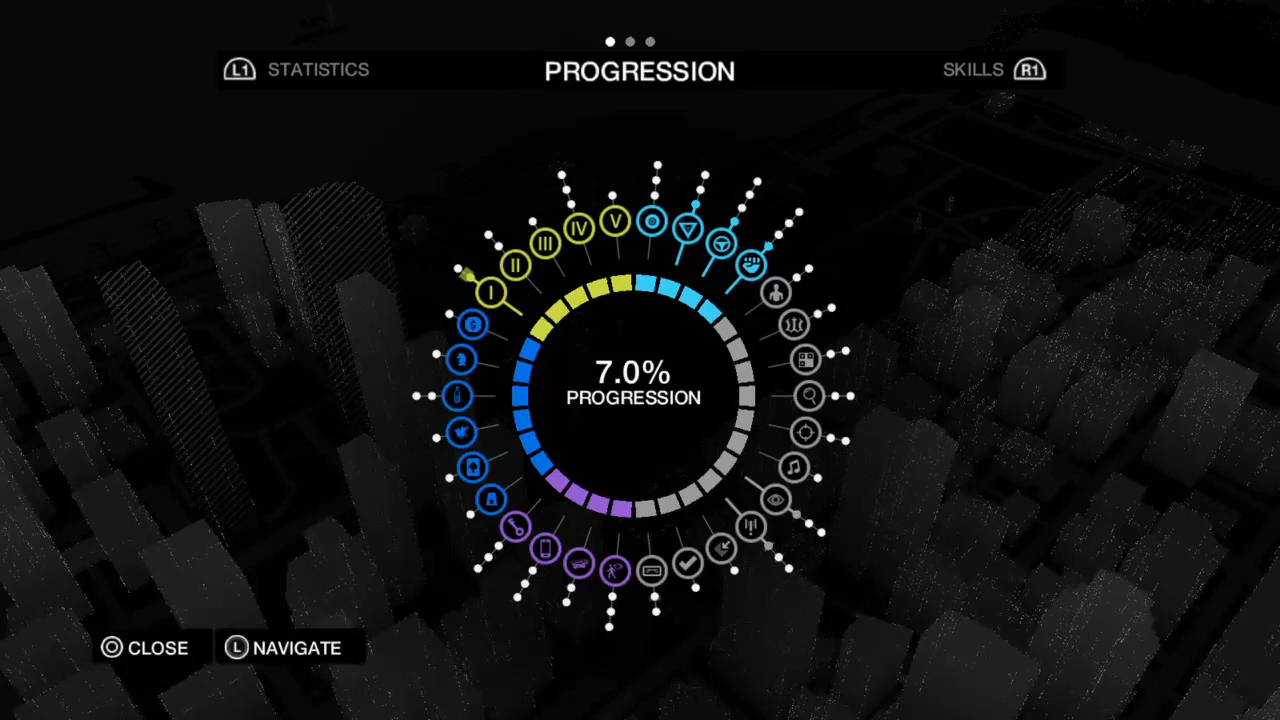 L1 STATISTICS
PROGRESSION
SKILLS R1
I
II
III
IV
V
7.0%
PROGRESSION
CLOSE
L NAVIGATE